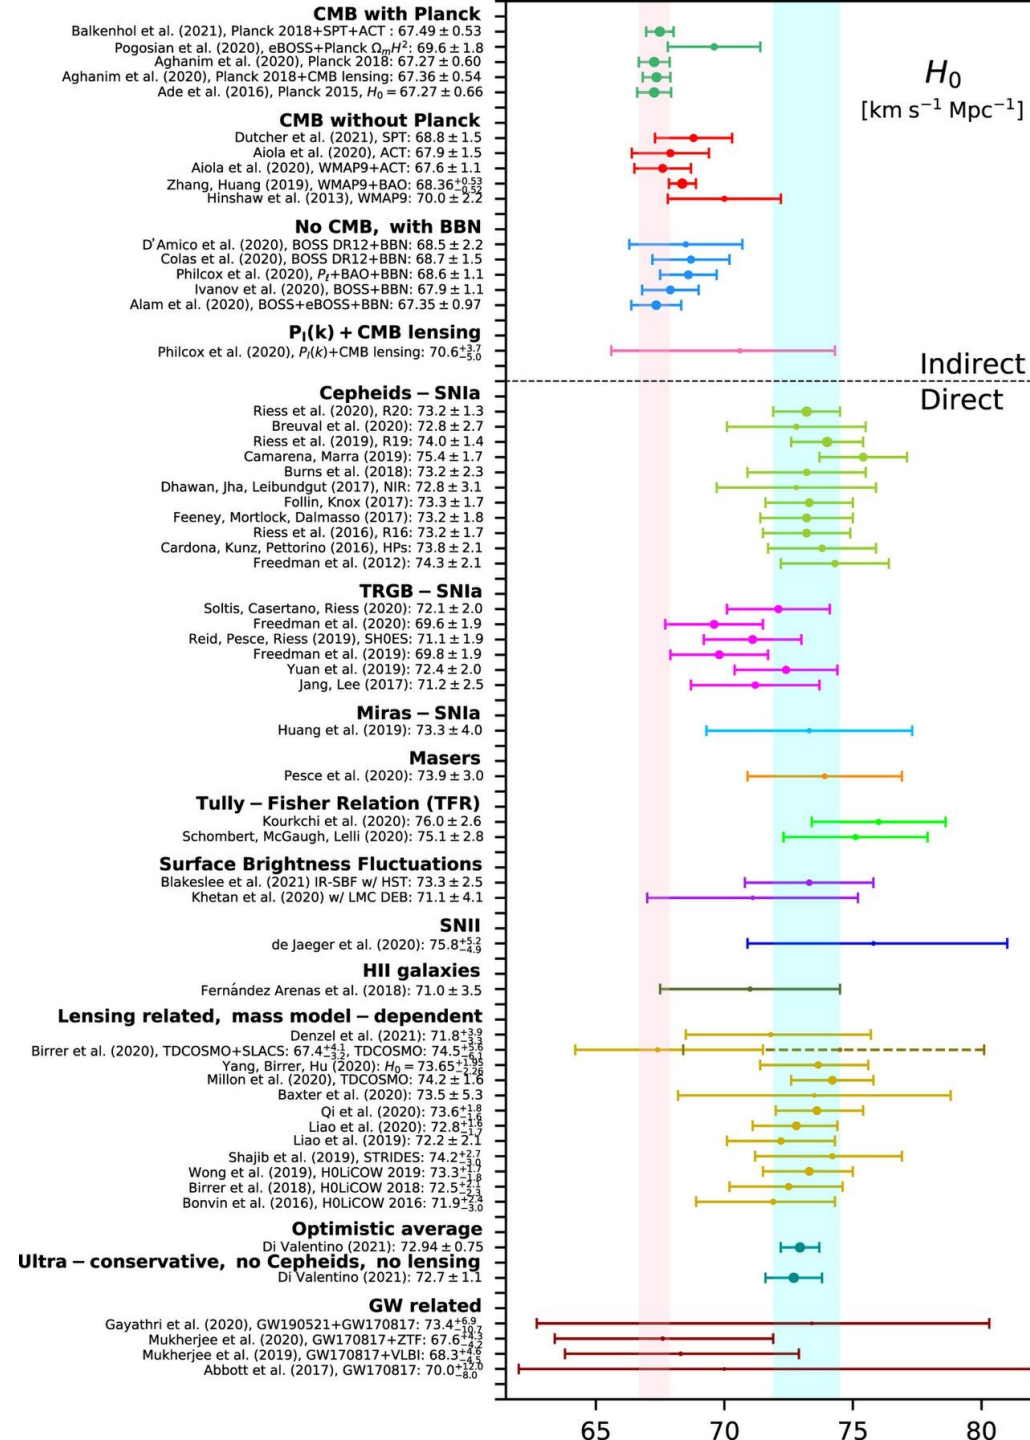 CMB with Planck
Balkenhol et al. (2021), Planck 2018+SPT+ACT : 67.49 ± 0.53
Pogosian et al. (2020), eBOSS+Planck Ω_mH²: 69.6 ± 1.8
Aghanim et al. (2020), Planck 2018: 67.27 ± 0.60
Aghanim et al. (2020), Planck 2018+CMB lensing: 67.36 ± 0.54
Ade et al. (2016), Planck 2015, H₀ = 67.27 ± 0.66
H₀
[km s⁻¹ Mpc⁻¹]
CMB without Planck
Dutcher et al. (2021), SPT: 68.8 ± 1.5
Aiola et al. (2020), ACT: 67.9 ± 1.5
Aiola et al. (2020), WMAP9+ACT: 67.6 ± 1.1
Zhang, Huang (2019), WMAP9+BAO: 68.36+0.53−0.52
Hinshaw et al. (2013), WMAP9: 70.0 ± 2.2
No CMB, with BBN
D'Amico et al. (2020), BOSS DR12+BBN: 68.5 ± 2.2
Colas et al. (2020), BOSS DR12+BBN: 68.7 ± 1.5
Philcox et al. (2020), P_ℓ+BAO+BBN: 68.6 ± 1.1
Ivanov et al. (2020), BOSS+BBN: 67.9 ± 1.1
Alam et al. (2020), BOSS+eBOSS+BBN: 67.35 ± 0.97
P_l(k) + CMB lensing
Philcox et al. (2020), P_l(k)+CMB lensing: 70.6+3.7−5.0
Indirect
Direct
Cepheids − SNIa
Riess et al. (2020), R20: 73.2 ± 1.3
Breuval et al. (2020): 72.8 ± 2.7
Riess et al. (2019), R19: 74.0 ± 1.4
Camarena, Marra (2019): 75.4 ± 1.7
Burns et al. (2018): 73.2 ± 2.3
Dhawan, Jha, Leibundgut (2017), NIR: 72.8 ± 3.1
Follin, Knox (2017): 73.3 ± 1.7
Feeney, Mortlock, Dalmasso (2017): 73.2 ± 1.8
Riess et al. (2016), R16: 73.2 ± 1.7
Cardona, Kunz, Pettorino (2016), HPs: 73.8 ± 2.1
Freedman et al. (2012): 74.3 ± 2.1
TRGB − SNIa
Soltis, Casertano, Riess (2020): 72.1 ± 2.0
Freedman et al. (2020): 69.6 ± 1.9
Reid, Pesce, Riess (2019), SH0ES: 71.1 ± 1.9
Freedman et al. (2019): 69.8 ± 1.9
Yuan et al. (2019): 72.4 ± 2.0
Jang, Lee (2017): 71.2 ± 2.5
Miras − SNIa
Huang et al. (2019): 73.3 ± 4.0
Masers
Pesce et al. (2020): 73.9 ± 3.0
Tully − Fisher Relation (TFR)
Kourkchi et al. (2020): 76.0 ± 2.6
Schombert, McGaugh, Lelli (2020): 75.1 ± 2.8
Surface Brightness Fluctuations
Blakeslee et al. (2021) IR-SBF w/ HST: 73.3 ± 2.5
Khetan et al. (2020) w/ LMC DEB: 71.1 ± 4.1
SNII
de Jaeger et al. (2020): 75.8+5.2−4.9
HII galaxies
Fernández Arenas et al. (2018): 71.0 ± 3.5
Lensing related, mass model − dependent
Denzel et al. (2021): 71.8+3.9−3.3
Birrer et al. (2020), TDCOSMO+SLACS: 67.4+4.1−3.2, TDCOSMO: 74.5+5.6−6.1
Yang, Birrer, Hu (2020): H₀ = 73.65+1.95−2.26
Millon et al. (2020), TDCOSMO: 74.2 ± 1.6
Baxter et al. (2020): 73.5 ± 5.3
Qi et al. (2020): 73.6+1.8−1.6
Liao et al. (2020): 72.8+1.6−1.7
Liao et al. (2019): 72.2 ± 2.1
Shajib et al. (2019), STRIDES: 74.2+2.7−3.0
Wong et al. (2019), H0LiCOW 2019: 73.3+1.7−1.8
Birrer et al. (2018), H0LiCOW 2018: 72.5+2.1−2.3
Bonvin et al. (2016), H0LiCOW 2016: 71.9+2.4−3.0
Optimistic average
Di Valentino (2021): 72.94 ± 0.75
Ultra − conservative, no Cepheids, no lensing
Di Valentino (2021): 72.7 ± 1.1
GW related
Gayathri et al. (2020), GW190521+GW170817: 73.4+6.9−10.7
Mukherjee et al. (2020), GW170817+ZTF: 67.6+4.3−4.2
Mukherjee et al. (2019), GW170817+VLBI: 68.3+4.6−4.5
Abbott et al. (2017), GW170817: 70.0+12.0−8.0
65 70 75 80